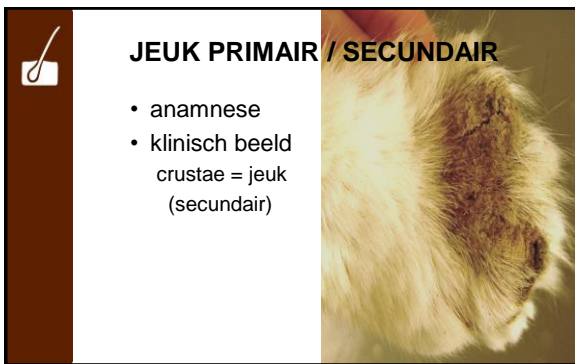 JEUK PRIMAIR / SECUNDAIR
• anamnese
• klinisch beeld
crustae = jeuk
(secundair)